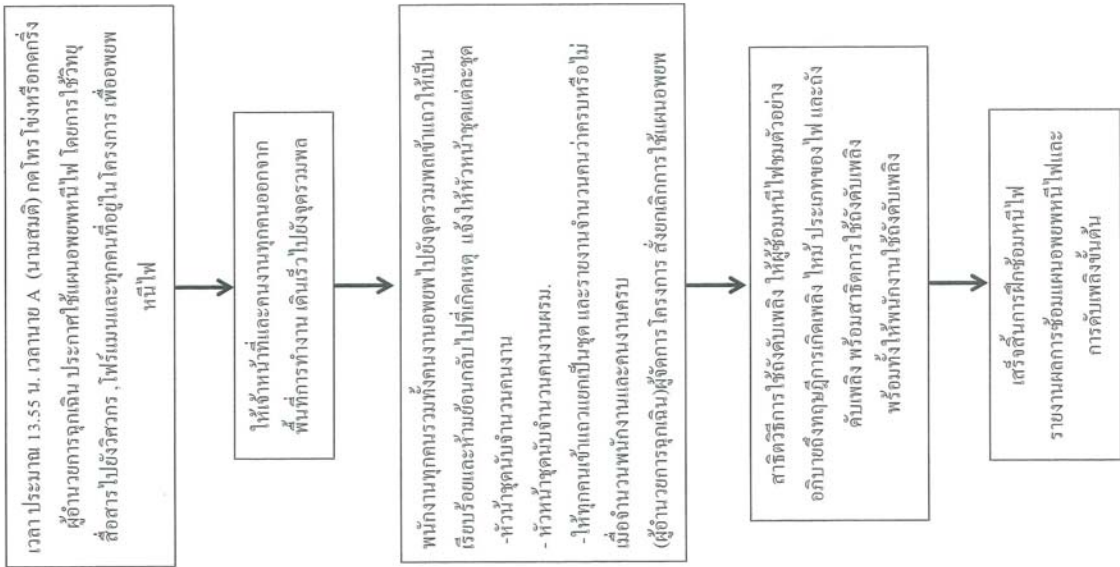 เวลา ประมาณ 13.55 น. เวลานาย A (นามสมติ) กดโทรโข่งหรือกดกริ่ง
ผู้อำนวยการฉุกเฉิน ประกาศใช้แผนอพยพหนีไฟ โดยการใช้วิทยุ
สื่อสารไปยังวิศวกร ,โฟร์แมนและทุกคนที่อยู่ในโครงการ เพื่ออพยพ
หนีไฟ
ให้เจ้าหน้าที่และคนงานทุกคนออกจาก
พื้นที่การทำงาน เดินเร็วไปยังจุดรวมพล
พนักงานทุกคนรวมทั้งคนงานอพยพไปยังจุดรวมพลเข้าแถวให้เป็น
เรียบร้อยและห้ามย้อนกลับไปที่เกิดเหตุ แจ้งให้หัวหน้าชุดแต่ละชุด
-หัวน้าชุดนับจำนวนคนงาน
- หัวหน้าชุดนับจำนวนคนงานผรม.
-ให้ทุกคนเข้าแถวแยกเป็นชุด และรายงานจำนวนคนว่าครบหรือไม่
เมื่อจำนวนพนักงานและคนงานครบ
(ผู้อำนวยการฉุกเฉิน)ผู้จัดการโครงการ สั่งยกเลิกการใช้แผนอพยพ
สาธิตวิธีการใช้ถังดับเพลิง ให้ผู้ซ้อมหนีไฟชมตัวอย่าง
อภิบายถึงทฤษฎีการเกิดเพลิงไหม้ ประเภทของไฟ และถัง
ดับเพลิง พร้อมสาธิตการใช้ถังดับเพลิง
พร้อมทั้งให้พนักงานใช้ถังดับเพลิง
เสร็จสิ้นการฝึกซ้อมหนีไฟ
รายงานผลการซ้อมแผนอพยพหนีไฟและ
การดับเพลิงขั้นต้น